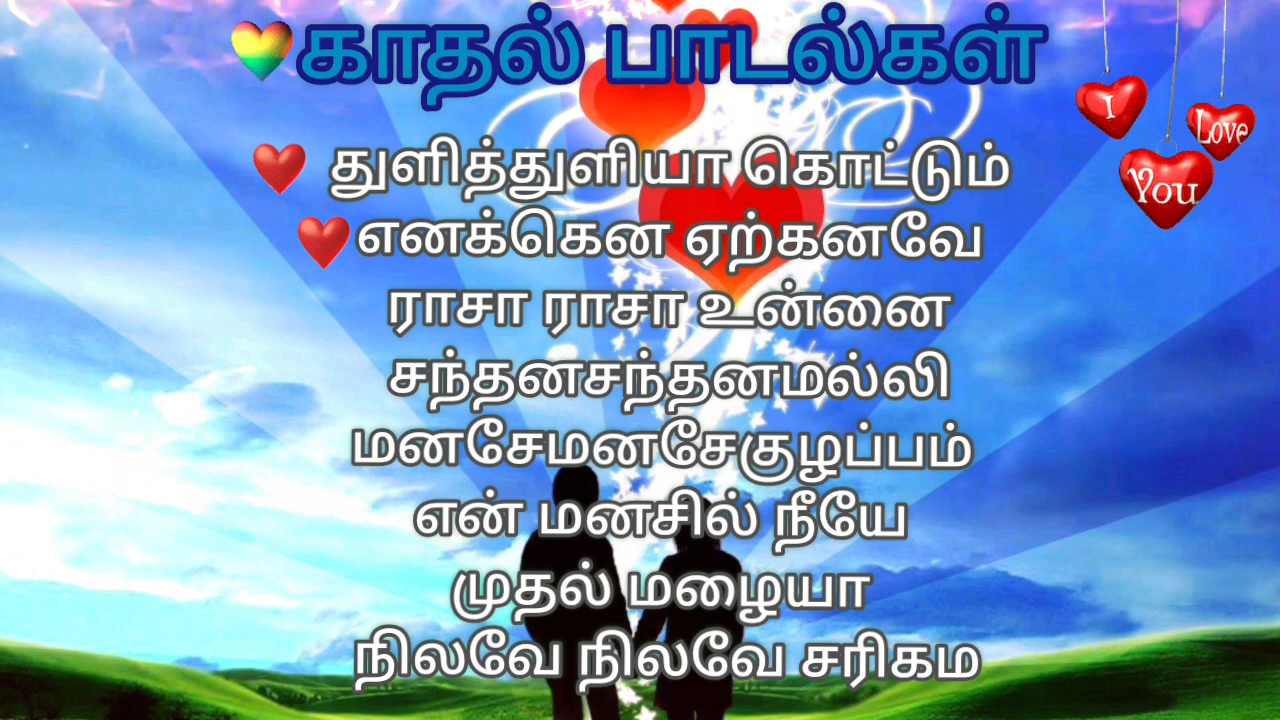 காதல் பாடல்கள்
I
Love
You
துளித்துளியா கொட்டும்
எனக்கென ஏற்கனவே
ராசா ராசா உன்னை
சந்தனசந்தனமல்லி
மனசேமனசேகுழப்பம்
என் மனசில் நீயே
முதல் மழையா
நிலவே நிலவே சரிகம